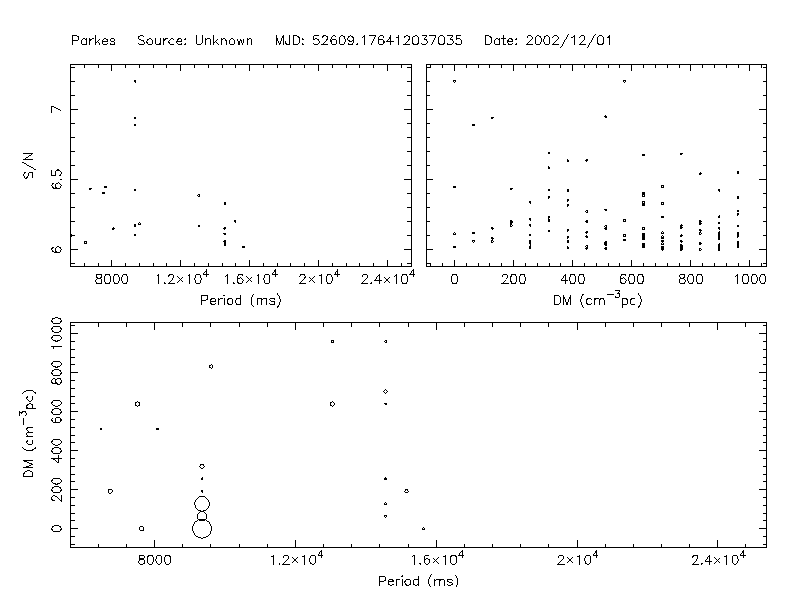 Parkes Source: Unknown MJD: 52609.176412037035 Date: 2002/12/01
S/N
7
6.5
6
8000 1.2×10⁴ 1.6×10⁴ 2×10⁴ 2.4×10⁴
Period (ms)
0 200 400 600 800 1000
DM (cm⁻³pc)
DM (cm⁻³pc)
1000
800
600
400
200
0
8000 1.2×10⁴ 1.6×10⁴ 2×10⁴ 2.4×10⁴
Period (ms)